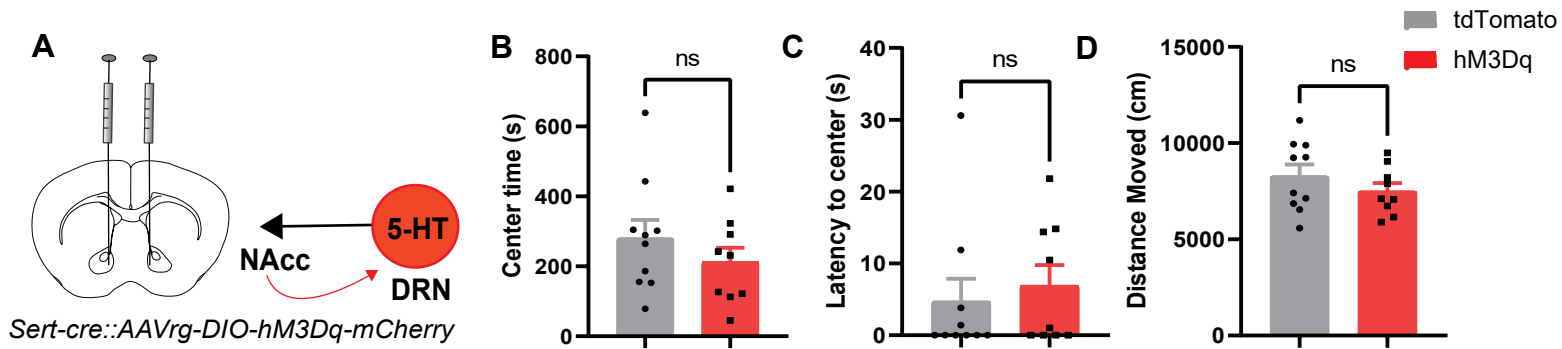 A
NAcc
5-HT
DRN
Sert-cre::AAVrg-DIO-hM3Dq-mCherry
B
Center time (s)
800
600
400
200
0
ns
C
Latency to center (s)
40
30
20
10
0
ns
D
Distance Moved (cm)
15000
10000
5000
0
ns
tdTomato
hM3Dq